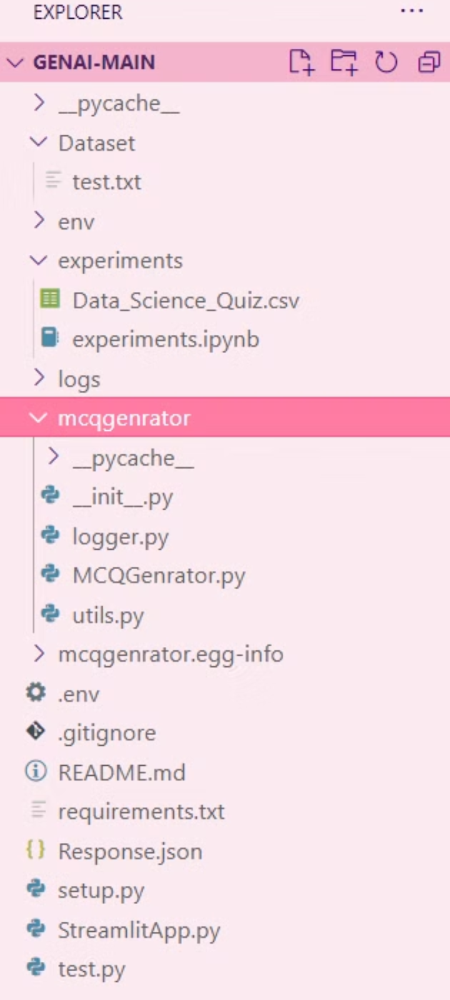 EXPLORER
GENAI-MAIN
__pycache__
Dataset
test.txt
env
experiments
Data_Science_Quiz.csv
experiments.ipynb
logs
mcqgenrator
__pycache__
__init__.py
logger.py
MCQGenrator.py
utils.py
mcqgenrator.egg-info
.env
.gitignore
README.md
requirements.txt
Response.json
setup.py
StreamlitApp.py
test.py